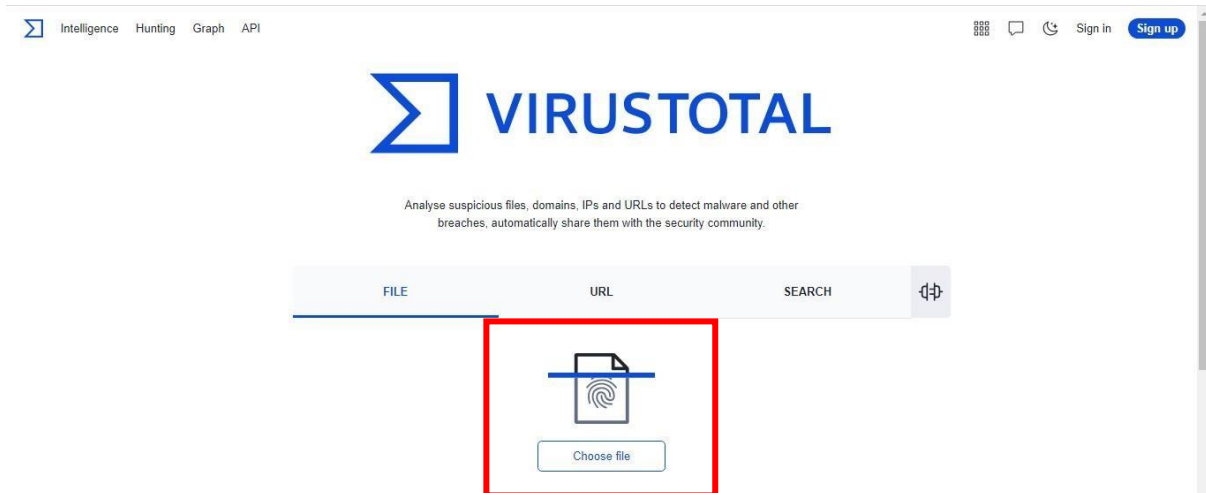 Intelligence Hunting Graph API Sign in Sign up
VIRUSTOTAL
Analyse suspicious files, domains, IPs and URLs to detect malware and other
breaches, automatically share them with the security community.
FILE URL SEARCH
Choose file